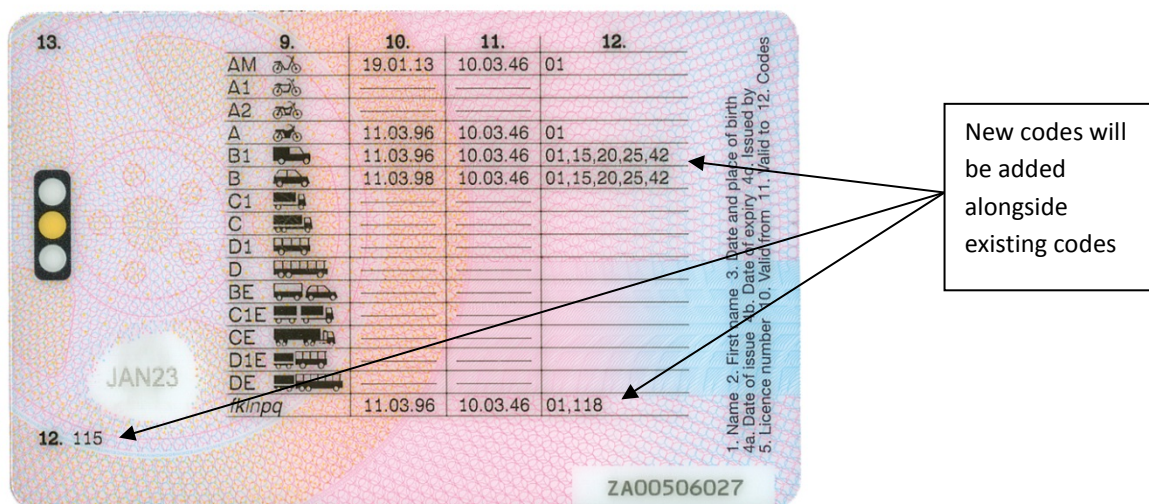 13.
9. 10. 11. 12.
AM 19.01.13 10.03.46 01
A1
A2
A 11.03.96 10.03.46 01
B1 11.03.96 10.03.46 01,15,20,25,42
B 11.03.98 10.03.46 01,15,20,25,42
C1
C
D1
D
BE
C1E
CE
D1E
DE
fklnpq 11.03.96 10.03.46 01,118
JAN23
12. 115
1. Name 2. First name 3. Date and place of birth
4a. Date of issue 4b. Date of expiry 4c. Issued by
5. Licence number 10. Valid from 11. Valid to 12. Codes
ZA00506027
New codes will
be added
alongside
existing codes